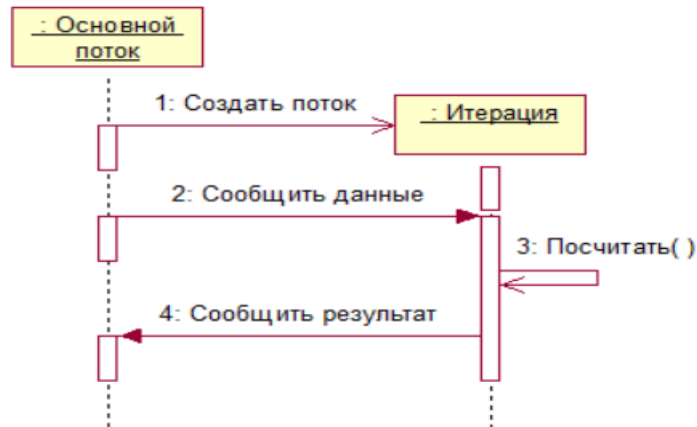 : Основной
поток
1: Создать поток
: Итерация
2: Сообщить данные
3: Посчитать( )
4: Сообщить результат